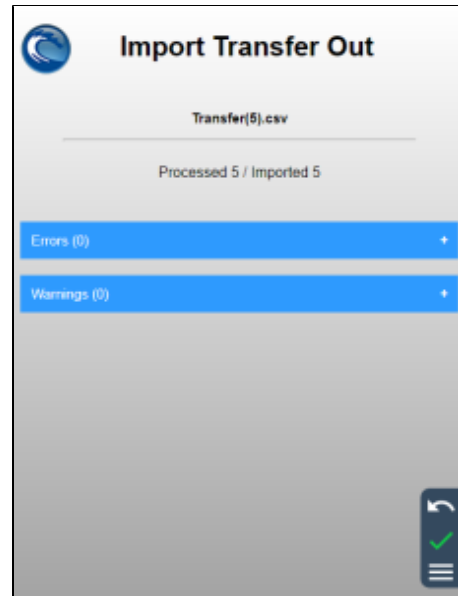 Import Transfer Out
Transfer(5).csv
Processed 5 / Imported 5
Errors (0) +
Warnings (0) +